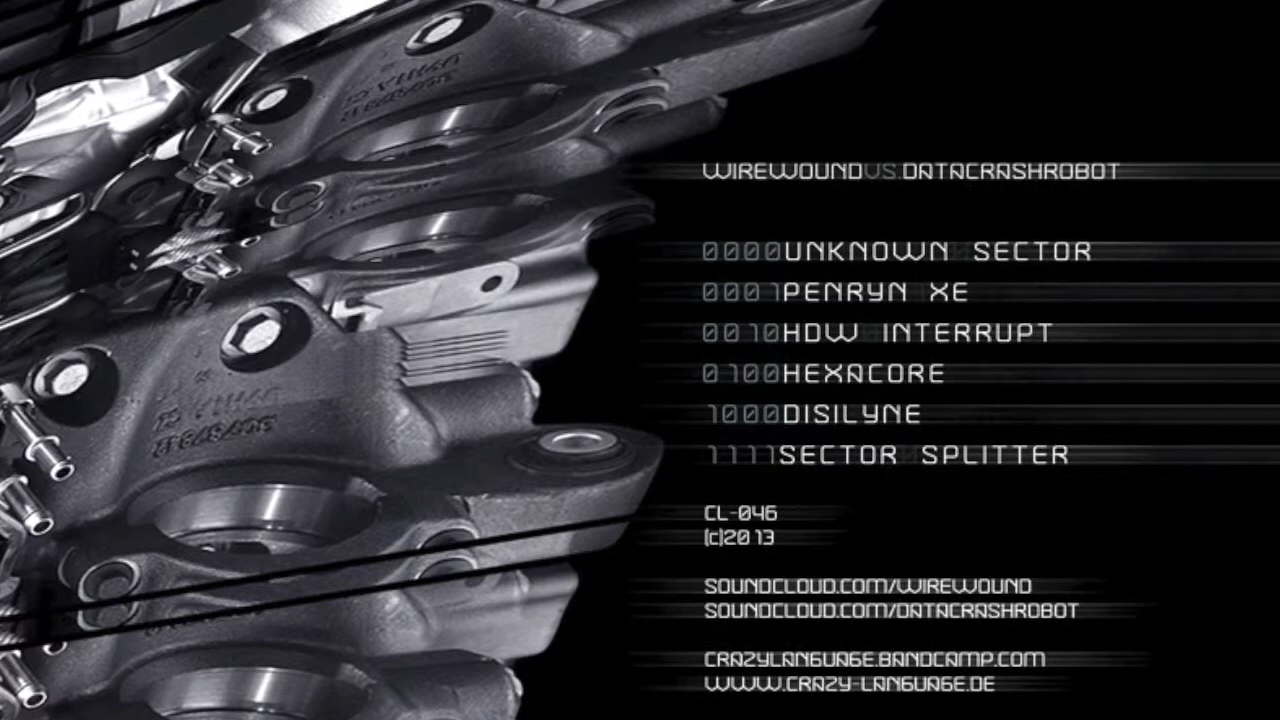 WIREWOUND VS. DATACRASHROBOT
0000 UNKNOWN SECTOR
0001 PENRYN XE
0010 HDW INTERRUPT
0100 HEXACORE
1000 DISILYNE
1111 SECTOR SPLITTER
CL-046
(c)2013
SOUNDCLOUD.COM/WIREWOUND
SOUNDCLOUD.COM/DATACRASHROBOT
CRAZYLANGUAGE.BANDCAMP.COM
WWW.CRAZY-LANGUAGE.DE